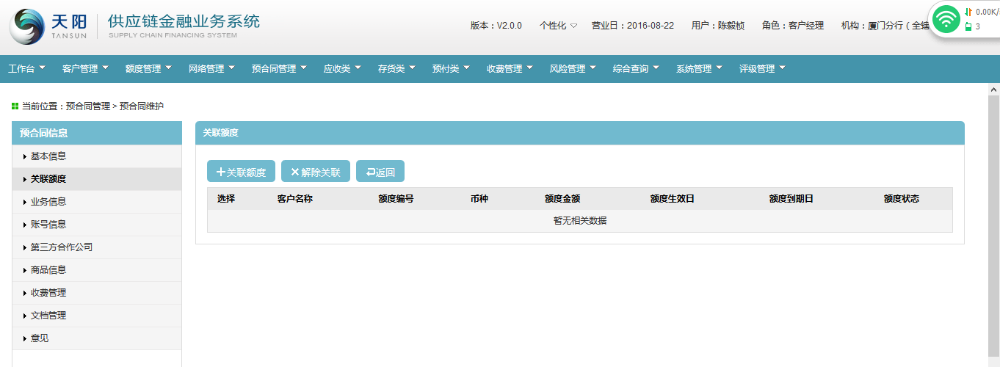 天阳 供应链金融业务系统
TANSUN SUPPLY CHAIN FINANCING SYSTEM
版本：V2.0.0 个性化 营业日：2016-08-22 用户：陈毅桢 角色：客户经理 机构：厦门分行（全辖
0.00K/
3
工作台 客户管理 额度管理 网络管理 预合同管理 应收类 存货类 预付类 收费管理 风险管理 综合查询 系统管理 评级管理
当前位置：预合同管理 > 预合同维护
预合同信息
基本信息
关联额度
业务信息
账号信息
第三方合作公司
商品信息
收费管理
文档管理
意见
关联额度
关联额度 解除关联 返回
选择 客户名称 额度编号 币种 额度金额 额度生效日 额度到期日 额度状态
暂无相关数据